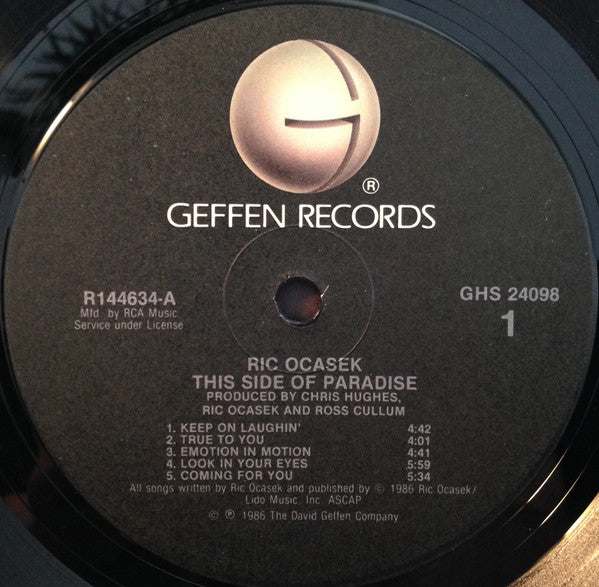 ®
GEFFEN RECORDS
R144634-A
Mfd. by RCA Music
Service under License
GHS 24098
1
RIC OCASEK
THIS SIDE OF PARADISE
PRODUCED BY CHRIS HUGHES,
RIC OCASEK AND ROSS CULLUM
1. KEEP ON LAUGHIN' 4:42
2. TRUE TO YOU 4:01
3. EMOTION IN MOTION 4:41
4. LOOK IN YOUR EYES 5:59
5. COMING FOR YOU 5:34
All songs written by Ric Ocasek and published by © 1986 Ric Ocasek/
Lido Music, Inc. ASCAP
© ℗ 1986 The David Geffen Company